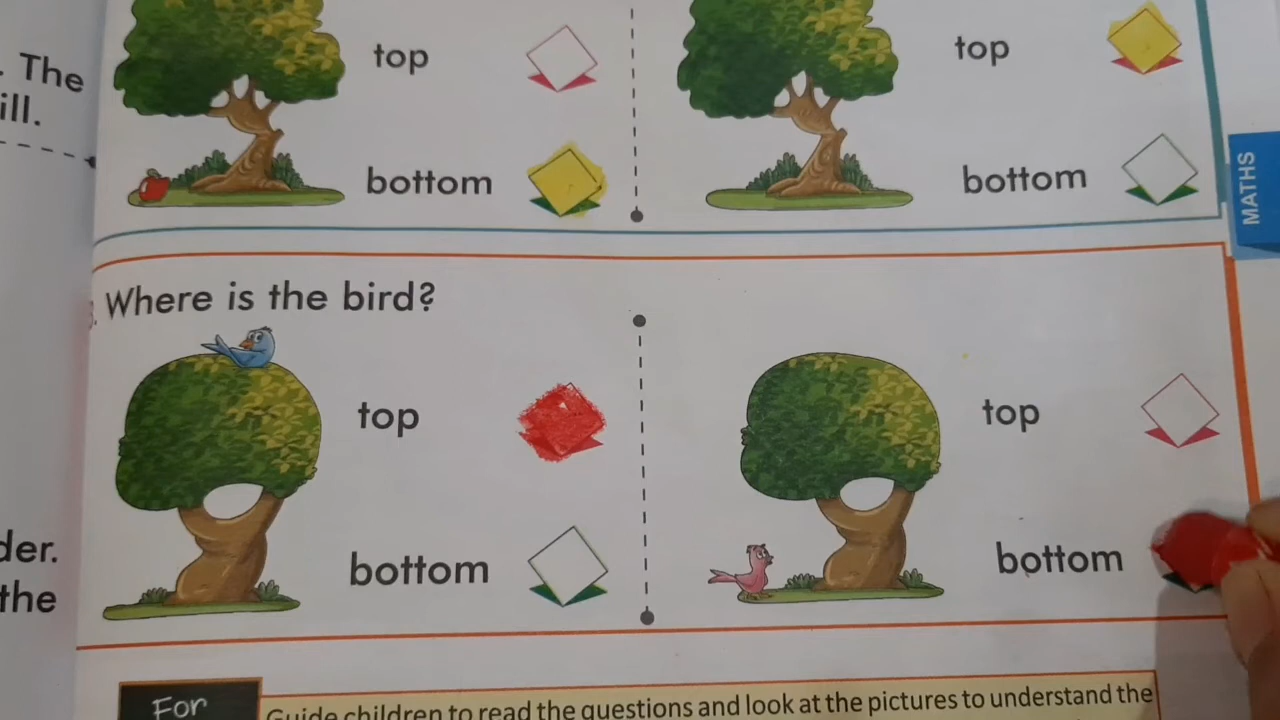 . The
ill.
der.
the
top
bottom
top
bottom
MATHS
Where is the bird?
top
bottom
top
bottom
For
Guide children to read the questions and look at the pictures to understand the